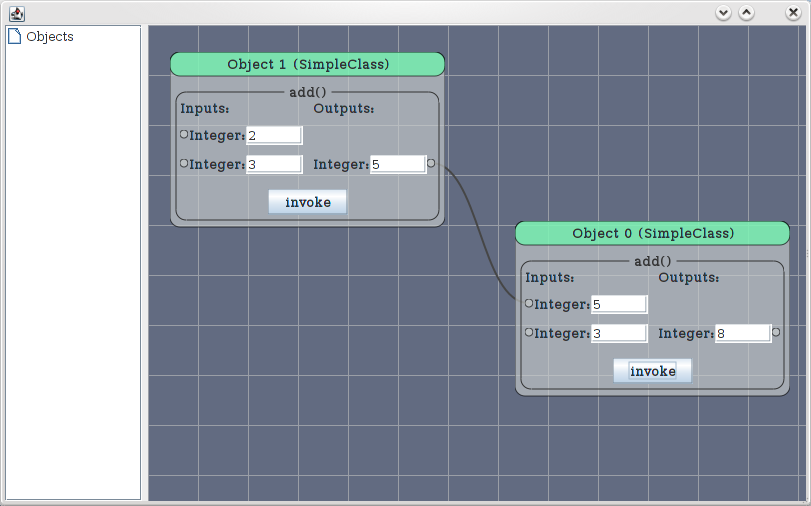 Objects
Object 1 (SimpleClass)
add()
Inputs: Outputs:
Integer: 2
Integer: 3 Integer: 5
invoke
Object 0 (SimpleClass)
add()
Inputs: Outputs:
Integer: 5
Integer: 3 Integer: 8
invoke